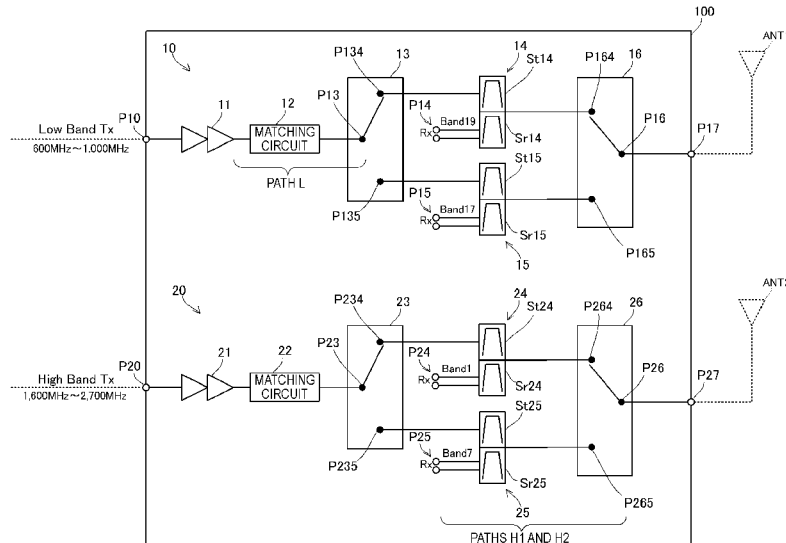 100
ANT
10
13
P134
14
St14
P164
16
P10
11
12
P13
P14
Band19
Rx
Sr14
P16
P17
Low Band Tx
600MHz～1,000MHz
MATCHING
CIRCUIT
PATH L
St15
P15
Band17
Rx
P135
Sr15
15
P165
20
P234
23
24
St24
P264
26
ANT2
P20
21
22
P23
P24
Band1
Rx
Sr24
P26
P27
High Band Tx
1,600MHz～2,700MHz
MATCHING
CIRCUIT
St25
P25
Band7
Rx
P235
Sr25
25
P265
PATHS H1 AND H2